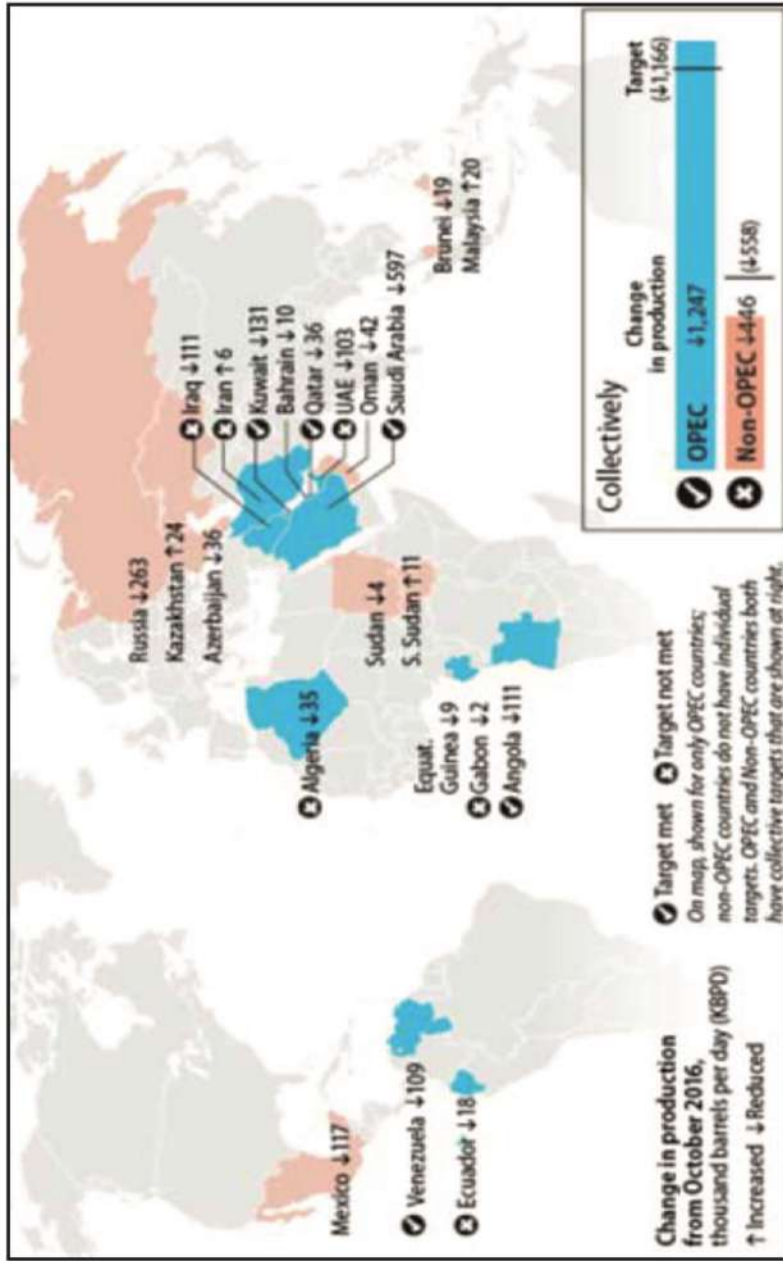 Mexico ↓117
Venezuela ↓109
Ecuador ↓18
Russia ↓263
Kazakhstan ↑24
Azerbaijan ↓36
Algeria ↓35
Sudan ↓4
S. Sudan ↑11
Equat.
Guinea ↓9
Gabon ↓2
Angola ↓111
Iraq ↓111
Iran ↑6
Kuwait ↓131
Bahrain ↓10
Qatar ↓36
UAE ↓103
Oman ↓42
Saudi Arabia ↓597
Brunei ↓19
Malaysia ↑20
Change in production
from October 2016,
thousand barrels per day (KBPD)
↑ Increased ↓ Reduced
Target met Target not met
On map, shown for only OPEC countries;
non-OPEC countries do not have individual
targets. OPEC and Non-OPEC countries both
have collective targets that are shown at right.
Collectively
Change
in production
Target
(↓1,166)
OPEC ↓1,247
Non-OPEC ↓446
(↓558)